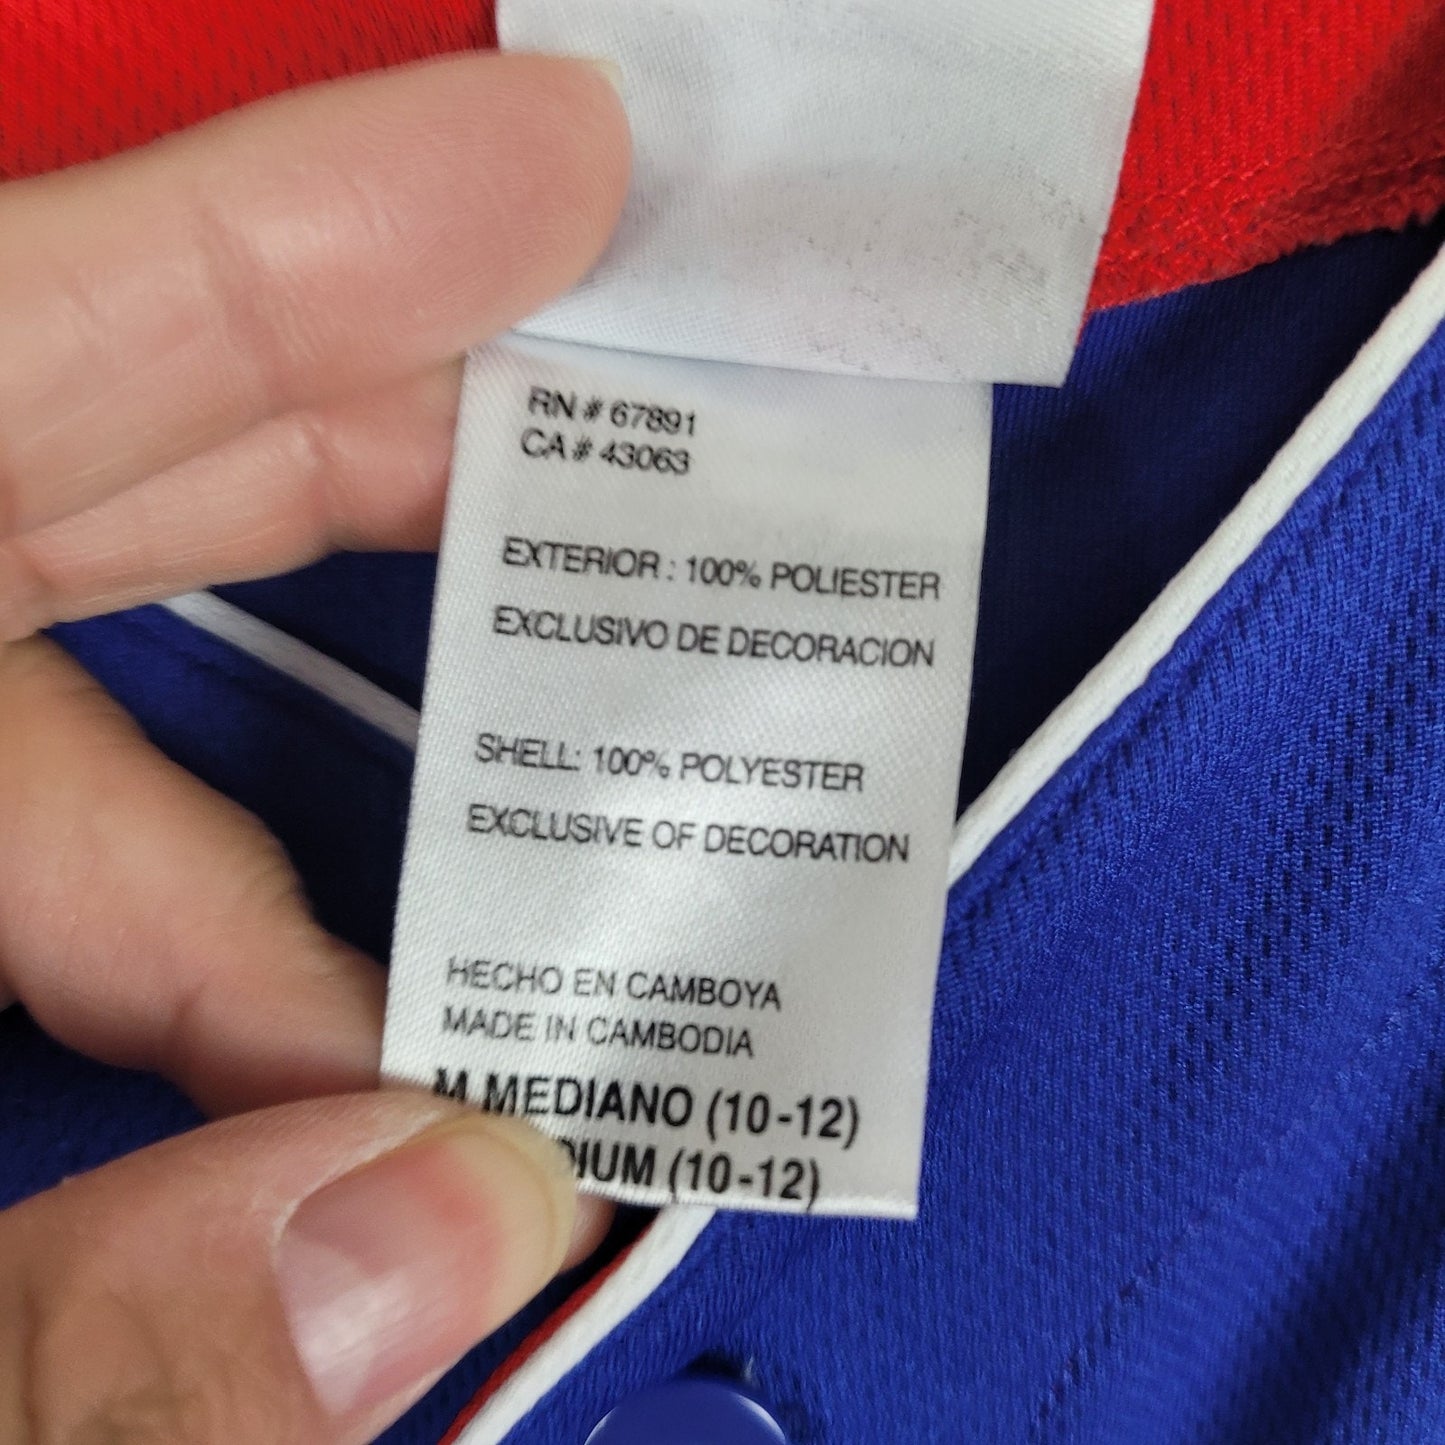 RN # 67891
CA # 43063
EXTERIOR : 100% POLIESTER
EXCLUSIVO DE DECORACION
SHELL: 100% POLYESTER
EXCLUSIVE OF DECORATION
HECHO EN CAMBOYA
MADE IN CAMBODIA
M MEDIANO (10-12)
(10-12)